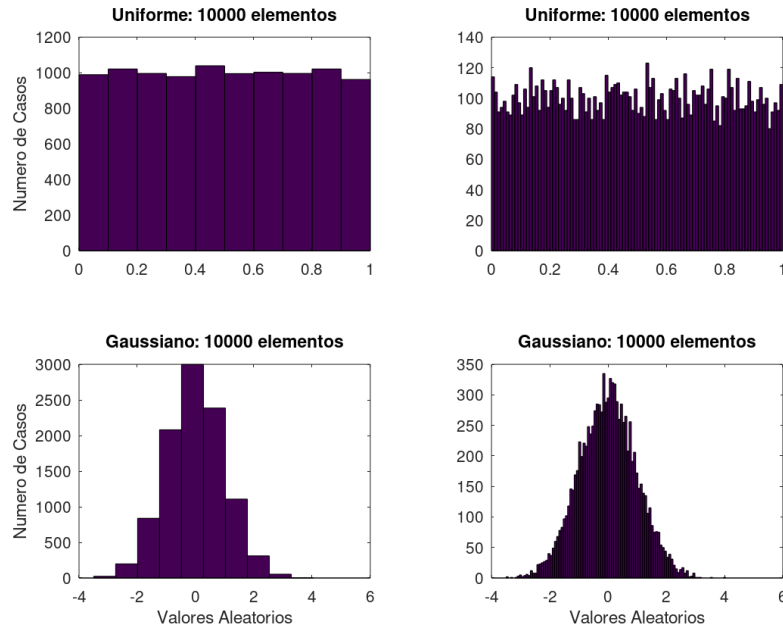 Uniforme: 10000 elementos
Uniforme: 10000 elementos
Numero de Casos
1200
1000
800
600
400
200
0
0 0.2 0.4 0.6 0.8 1
140
120
100
80
60
40
20
0
0 0.2 0.4 0.6 0.8 1
Gaussiano: 10000 elementos
Gaussiano: 10000 elementos
Numero de Casos
3000
2500
2000
1500
1000
500
0
-4 -2 0 2 4 6
Valores Aleatorios
350
300
250
200
150
100
50
0
-4 -2 0 2 4 6
Valores Aleatorios